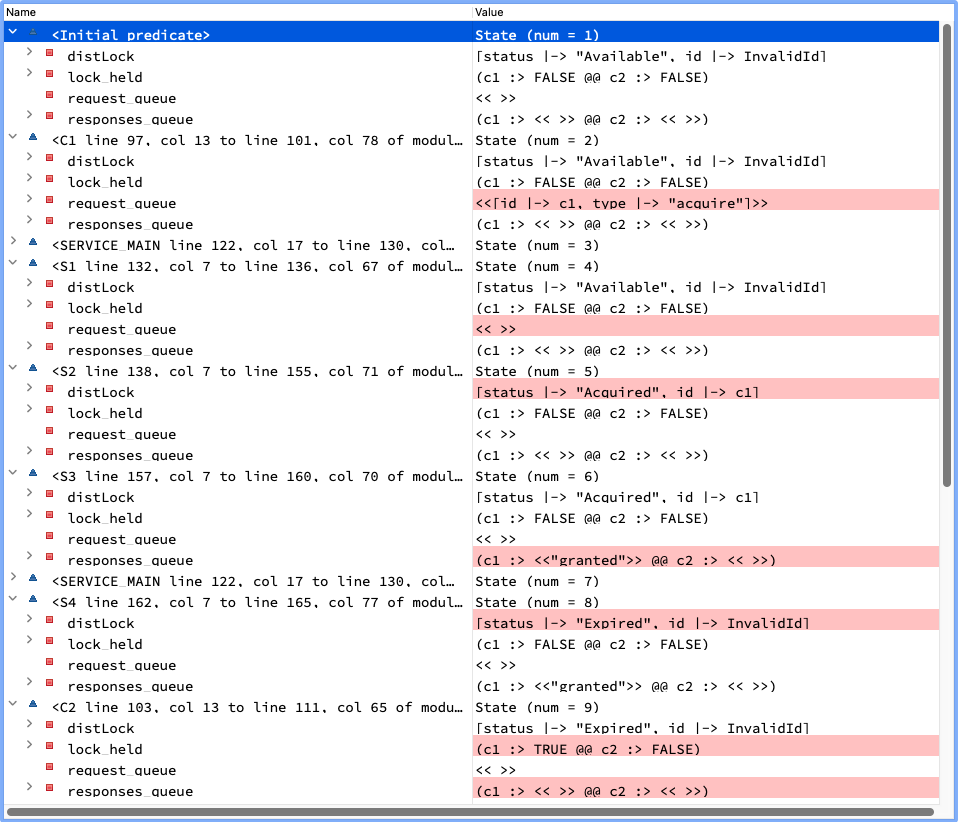 Name Value
<Initial predicate> State (num = 1)
distLock [status |-> "Available", id |-> InvalidId]
lock_held (c1 :> FALSE @@ c2 :> FALSE)
request_queue << >>
responses_queue (c1 :> << >> @@ c2 :> << >>)
<C1 line 97, col 13 to line 101, col 78 of modul… State (num = 2)
distLock [status |-> "Available", id |-> InvalidId]
lock_held (c1 :> FALSE @@ c2 :> FALSE)
request_queue <<[id |-> c1, type |-> "acquire"]>>
responses_queue (c1 :> << >> @@ c2 :> << >>)
<SERVICE_MAIN line 122, col 17 to line 130, col… State (num = 3)
<S1 line 132, col 7 to line 136, col 67 of modul… State (num = 4)
distLock [status |-> "Available", id |-> InvalidId]
lock_held (c1 :> FALSE @@ c2 :> FALSE)
request_queue << >>
responses_queue (c1 :> << >> @@ c2 :> << >>)
<S2 line 138, col 7 to line 155, col 71 of modul… State (num = 5)
distLock [status |-> "Acquired", id |-> c1]
lock_held (c1 :> FALSE @@ c2 :> FALSE)
request_queue << >>
responses_queue (c1 :> << >> @@ c2 :> << >>)
<S3 line 157, col 7 to line 160, col 70 of modul… State (num = 6)
distLock [status |-> "Acquired", id |-> c1]
lock_held (c1 :> FALSE @@ c2 :> FALSE)
request_queue << >>
responses_queue (c1 :> <<"granted">> @@ c2 :> << >>)
<SERVICE_MAIN line 122, col 17 to line 130, col… State (num = 7)
<S4 line 162, col 7 to line 165, col 77 of modul… State (num = 8)
distLock [status |-> "Expired", id |-> InvalidId]
lock_held (c1 :> FALSE @@ c2 :> FALSE)
request_queue << >>
responses_queue (c1 :> <<"granted">> @@ c2 :> << >>)
<C2 line 103, col 13 to line 111, col 65 of modu… State (num = 9)
distLock [status |-> "Expired", id |-> InvalidId]
lock_held (c1 :> TRUE @@ c2 :> FALSE)
request_queue << >>
responses_queue (c1 :> << >> @@ c2 :> << >>)